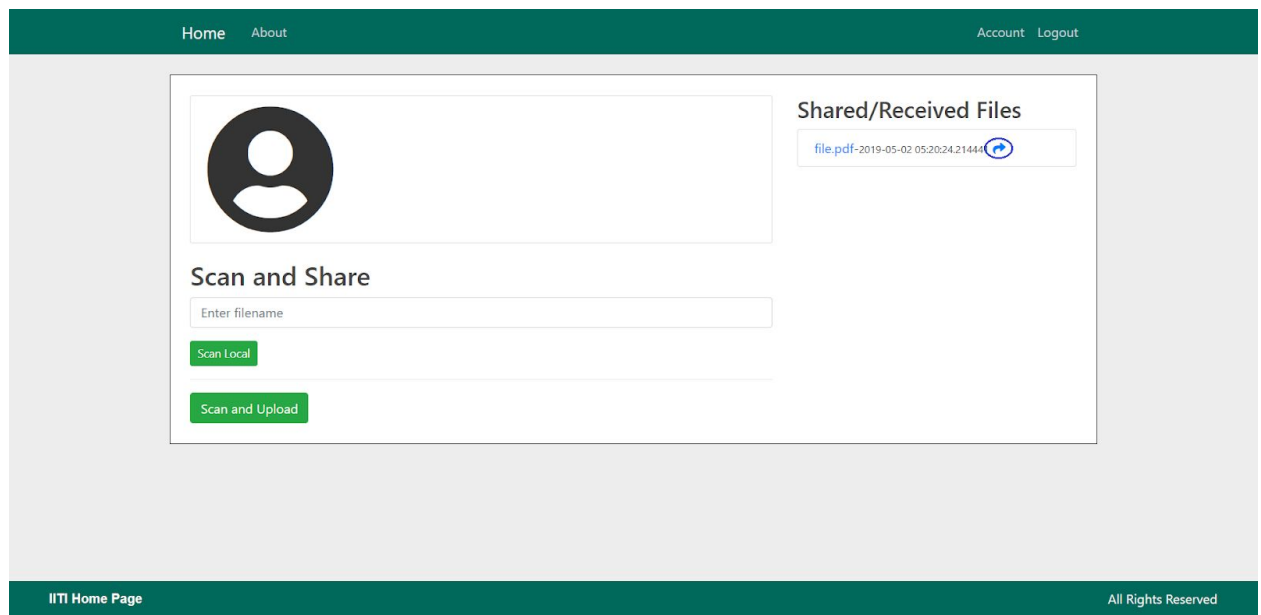 Home About Account Logout
Shared/Received Files
file.pdf-2019-05-02 05:20:24.21444
Scan and Share
Enter filename
Scan Local
Scan and Upload
IITI Home Page All Rights Reserved